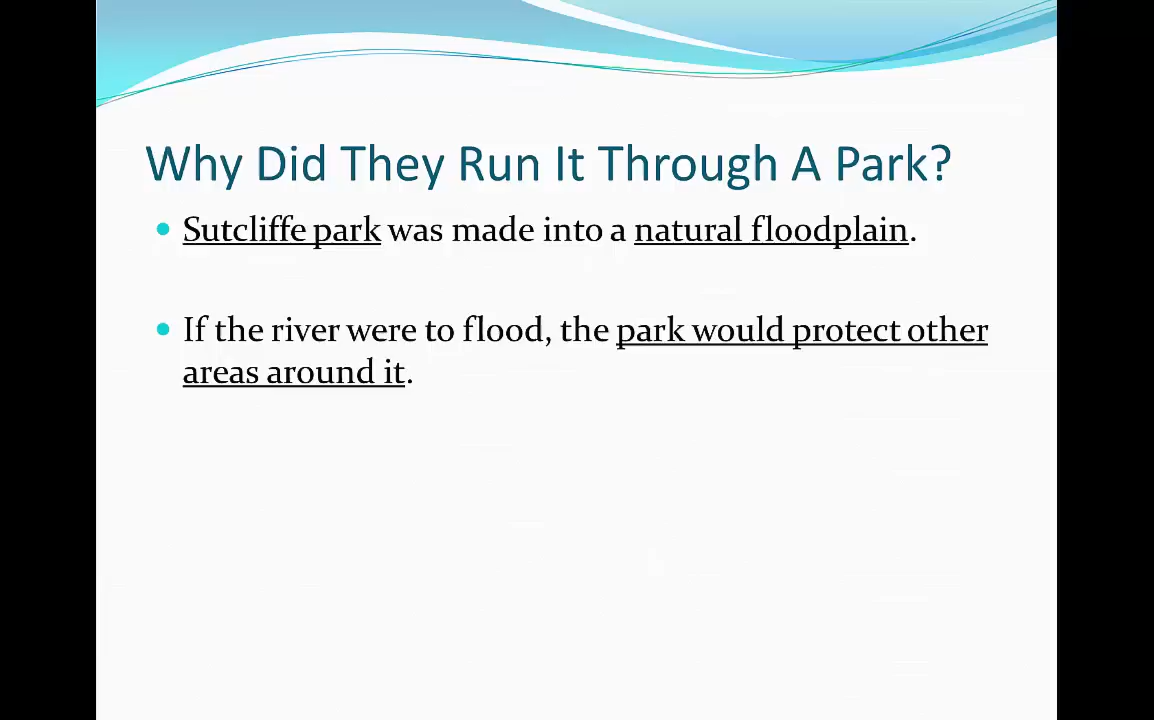 Why Did They Run It Through A Park?
Sutcliffe park was made into a natural floodplain.
If the river were to flood, the park would protect other
areas around it.